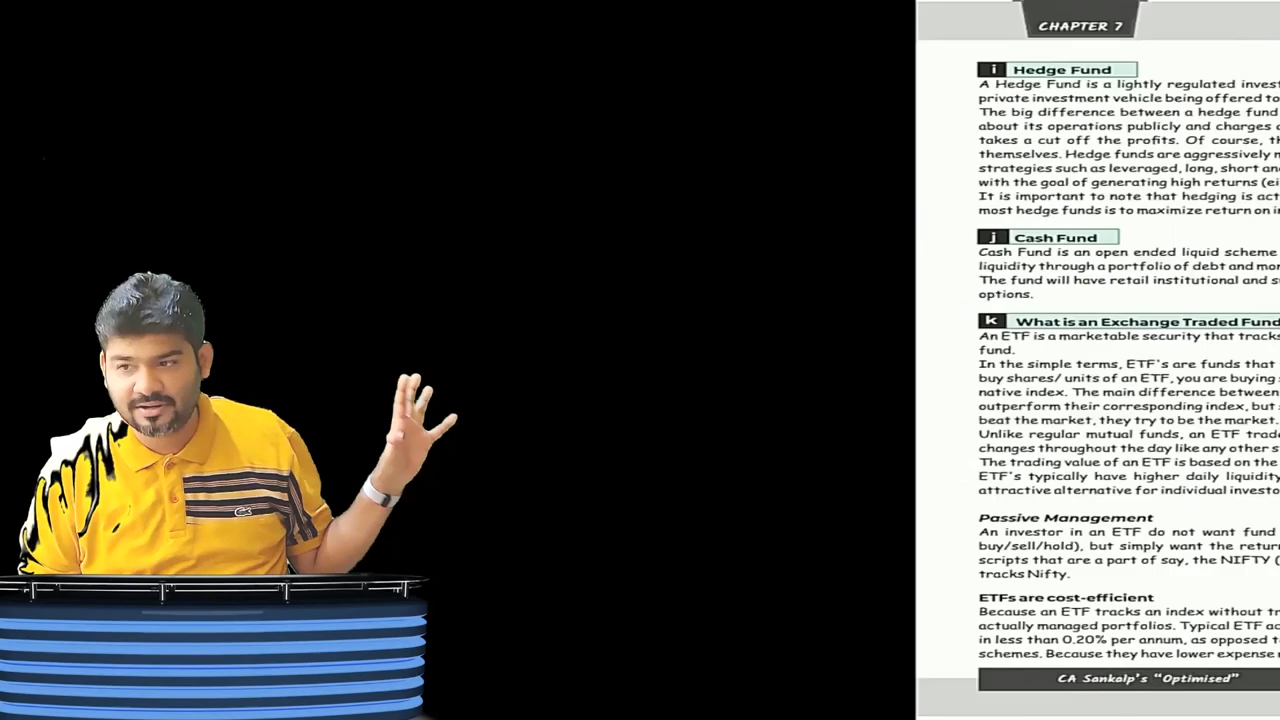 CHAPTER 7
i Hedge Fund
A Hedge Fund is a lightly regulated invest
private investment vehicle being offered to
The big difference between a hedge fund
about its operations publicly and charges
takes a cut off the profits. Of course, th
themselves. Hedge funds are aggressively
strategies such as leveraged, long, short an
with the goal of generating high returns (ei
It is important to note that hedging is act
most hedge funds is to maximize return on i
j Cash Fund
Cash Fund is an open ended liquid scheme
liquidity through a portfolio of debt and mo
The fund will have retail institutional and s
options.
k What is an Exchange Traded Fund
An ETF is a marketable security that tracks
fund.
In the simple terms, ETF's are funds that
buy shares/ units of an ETF, you are buying
native index. The main difference between
outperform their corresponding index, but
beat the market, they try to be the market.
Unlike regular mutual funds, an ETF trade
changes throughout the day like any other s
The trading value of an ETF is based on the
ETF's typically have higher daily liquidity
attractive alternative for individual investo
Passive Management
An investor in an ETF do not want fund
buy/sell/hold), but simply want the retur
scripts that are a part of say, the NIFTY (
tracks Nifty.
ETFs are cost-efficient
Because an ETF tracks an index without tr
actually managed portfolios. Typical ETF ac
in less than 0.20% per annum, as opposed t
schemes. Because they have lower expense
CA Sankalp's "Optimised"